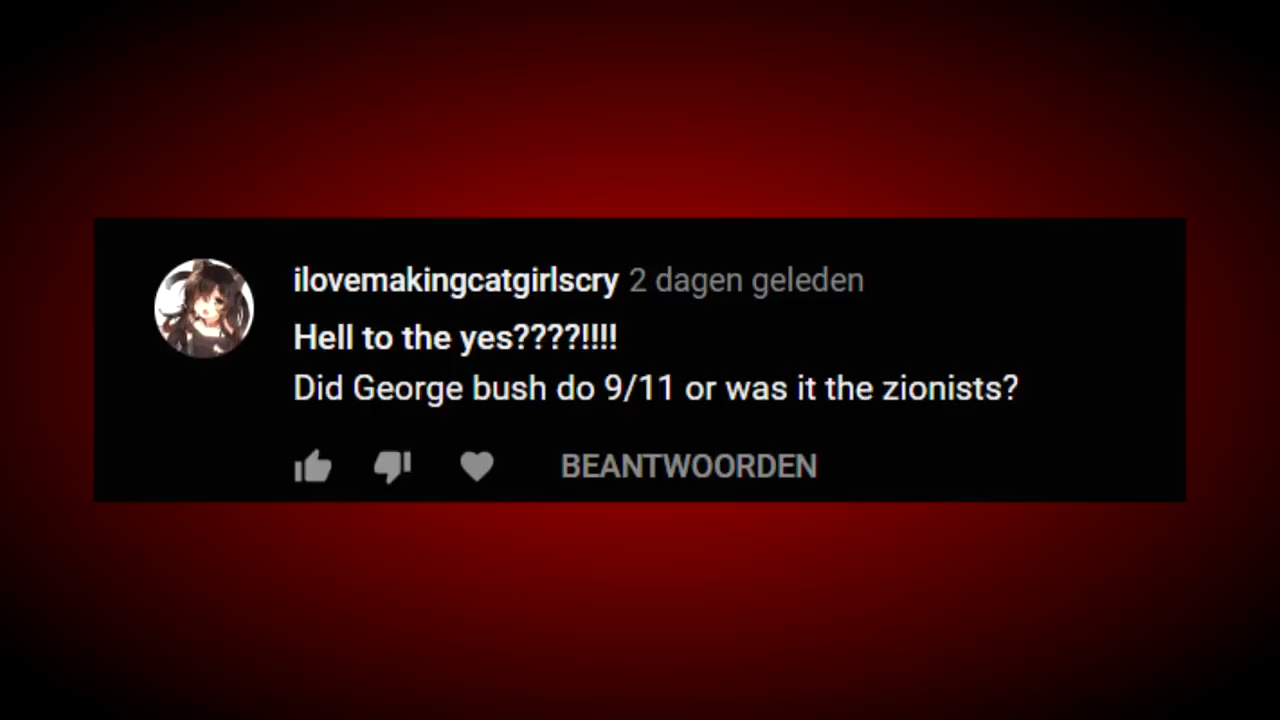 ilovemakingcatgirlscry 2 dagen geleden
Hell to the yes????!!!!
Did George bush do 9/11 or was it the zionists?
BEANTWOORDEN